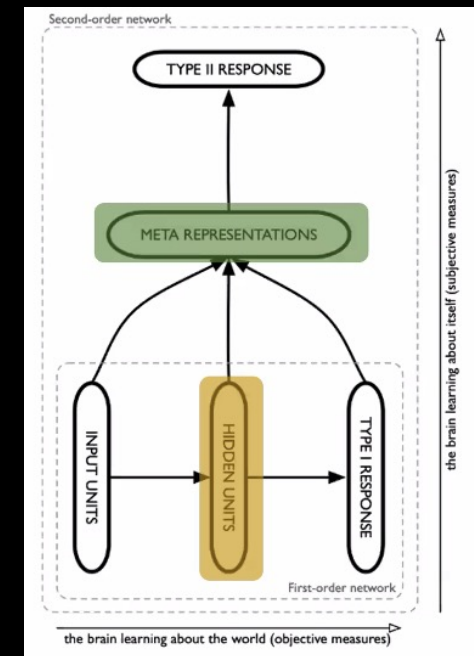 Second-order network
TYPE II RESPONSE
META REPRESENTATIONS
INPUT UNITS
HIDDEN UNITS
TYPE I RESPONSE
First-order network
the brain learning about the world (objective measures)
the brain learning about itself (subjective measures)